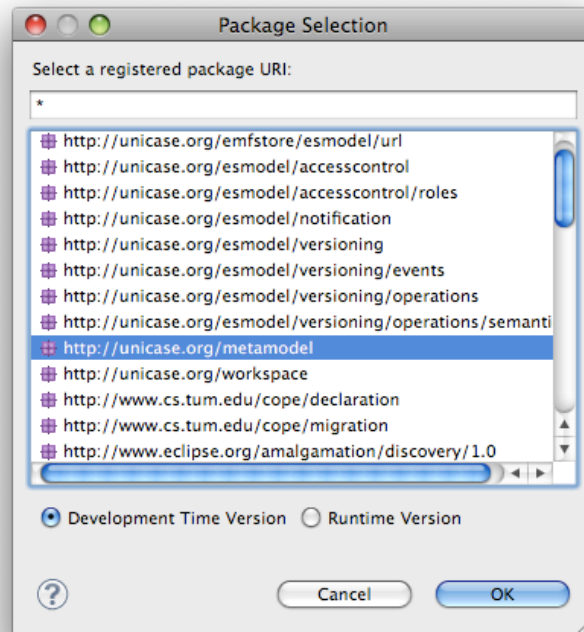 Package Selection
Select a registered package URI:
*
http://unicase.org/emfstore/esmodel/url
http://unicase.org/esmodel/accesscontrol
http://unicase.org/esmodel/accesscontrol/roles
http://unicase.org/esmodel/notification
http://unicase.org/esmodel/versioning
http://unicase.org/esmodel/versioning/events
http://unicase.org/esmodel/versioning/operations
http://unicase.org/esmodel/versioning/operations/semanti
http://unicase.org/metamodel
http://unicase.org/workspace
http://www.cs.tum.edu/cope/declaration
http://www.cs.tum.edu/cope/migration
http://www.eclipse.org/amalgamation/discovery/1.0
Development Time Version Runtime Version
? Cancel OK